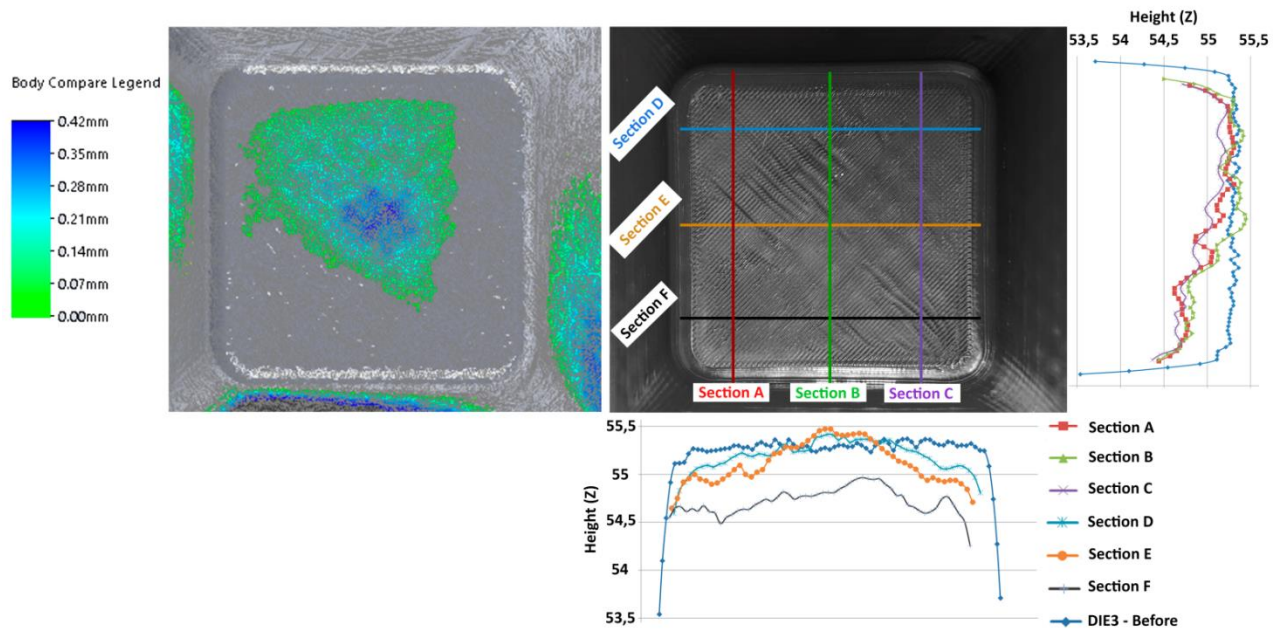 Body Compare Legend
0.42mm
0.35mm
0.28mm
0.21mm
0.14mm
0.07mm
0.00mm
Section D
Section E
Section F
Section A
Section B
Section C
Height (Z)
53,5 54 54,5 55 55,5
55,5
55
54,5
54
53,5
Height (Z)
Section A
Section B
Section C
Section D
Section E
Section F
DIE3 - Before